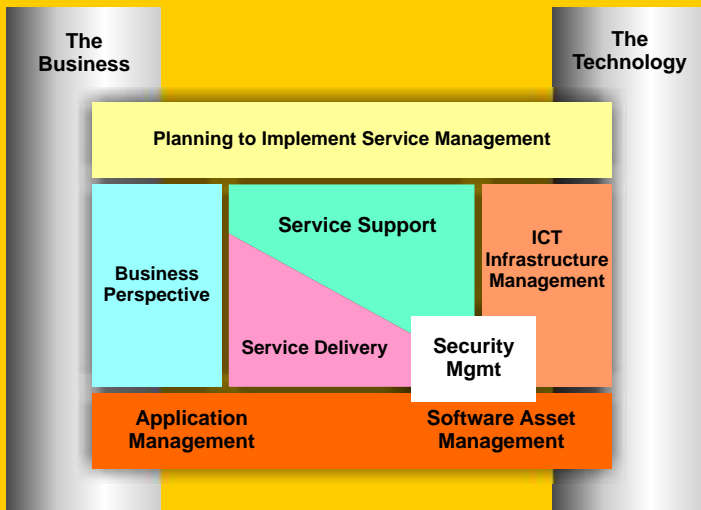 The
Business
The
Technology
Planning to Implement Service Management
Business
Perspective
Service Support
Service Delivery
ICT
Infrastructure
Management
Security
Mgmt
Application
Management
Software Asset
Management